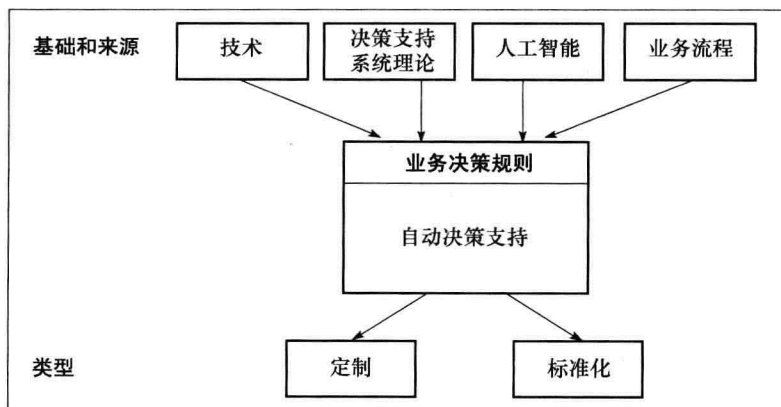 基础和来源
技术
决策支持
系统理论
人工智能
业务流程
业务决策规则
自动决策支持
类型
定制
标准化